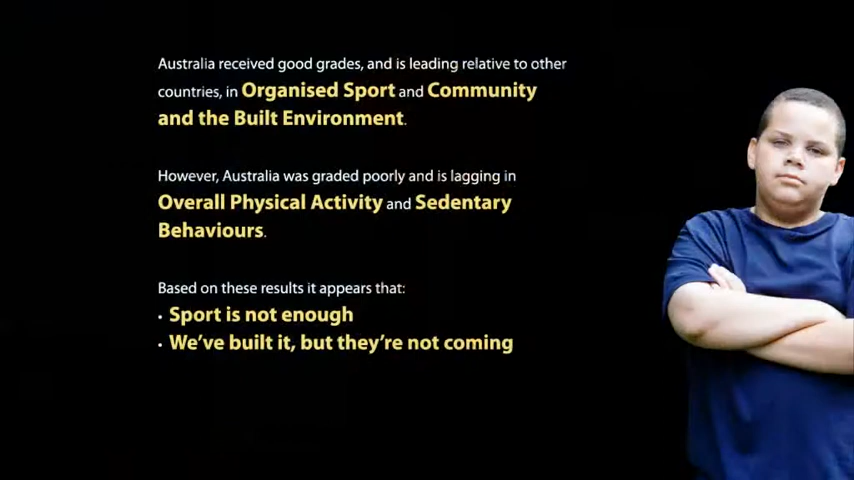 Australia received good grades, and is leading relative to other
countries, in Organised Sport and Community
and the Built Environment.
However, Australia was graded poorly and is lagging in
Overall Physical Activity and Sedentary
Behaviours.
Based on these results it appears that:
• Sport is not enough
• We've built it, but they're not coming